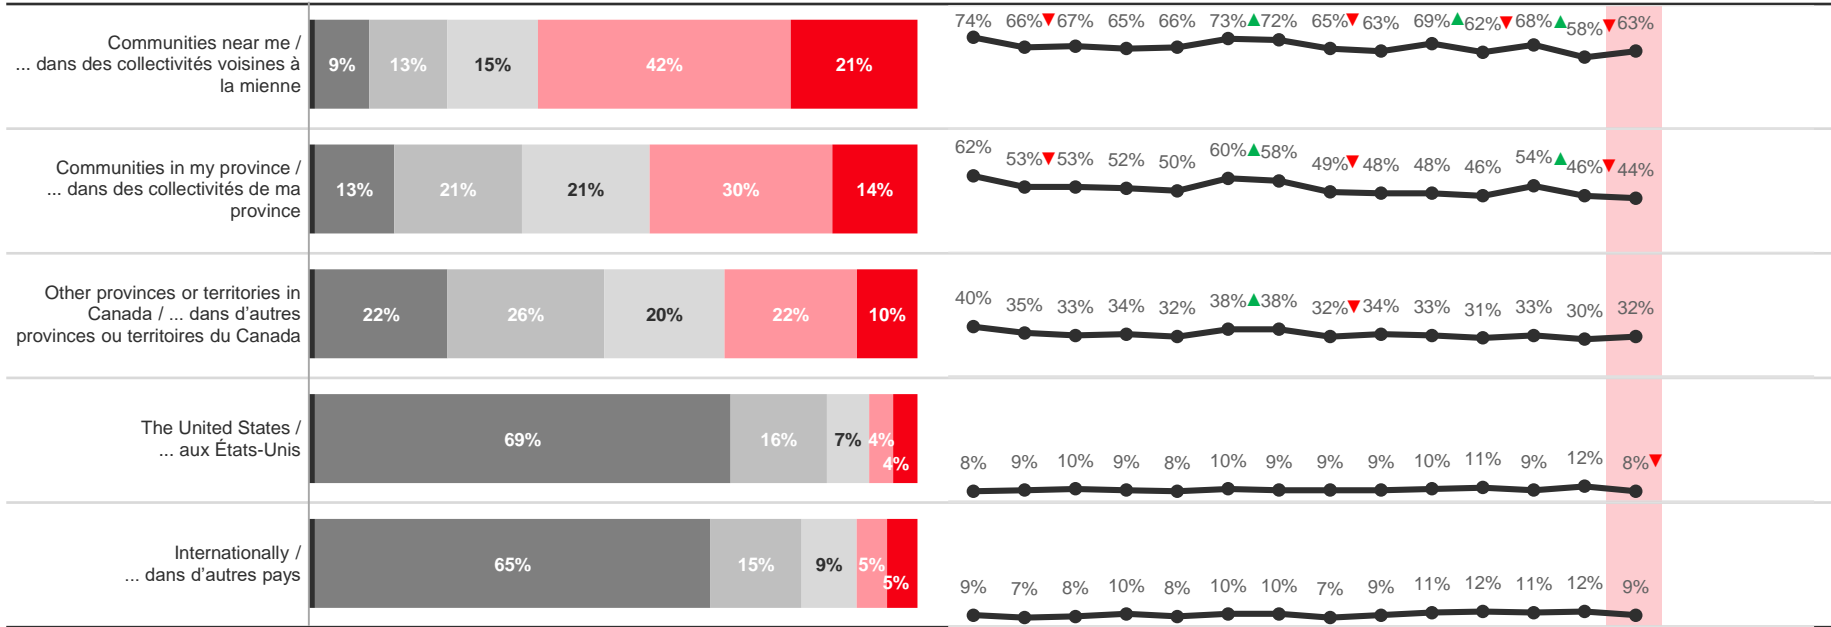 Communities near me /
... dans des collectivités voisines à
la mienne
9% 13% 15% 42% 21%
74% 66%▼ 67% 65% 66% 73%▲ 72% 65%▼ 63% 69%▲ 62%▼ 68%▲ 58%▼ 63%
Communities in my province /
... dans des collectivités de ma
province
13% 21% 21% 30% 14%
62% 53%▼ 53% 52% 50% 60%▲ 58% 49%▼ 48% 48% 46% 54%▲ 46%▼ 44%
Other provinces or territories in
Canada / ... dans d'autres
provinces ou territoires du Canada
22% 26% 20% 22% 10%
40% 35% 33% 34% 32% 38%▲ 38% 32%▼ 34% 33% 31% 33% 30% 32%
The United States /
... aux États-Unis
69% 16% 7% 4% 4%
8% 9% 10% 9% 8% 10% 9% 9% 9% 10% 11% 9% 12% 8%▼
Internationally /
... dans d'autres pays
65% 15% 9% 5% 5%
9% 7% 8% 10% 8% 10% 10% 7% 9% 11% 12% 11% 12% 9%